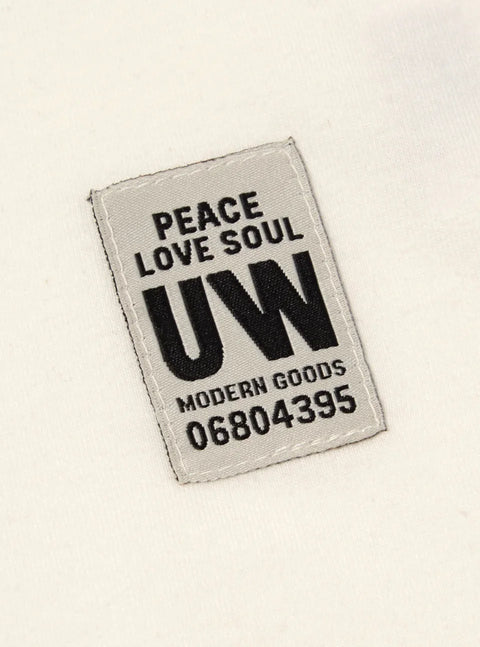 PEACE
LOVE SOUL
UW
MODERN GOODS
06804395